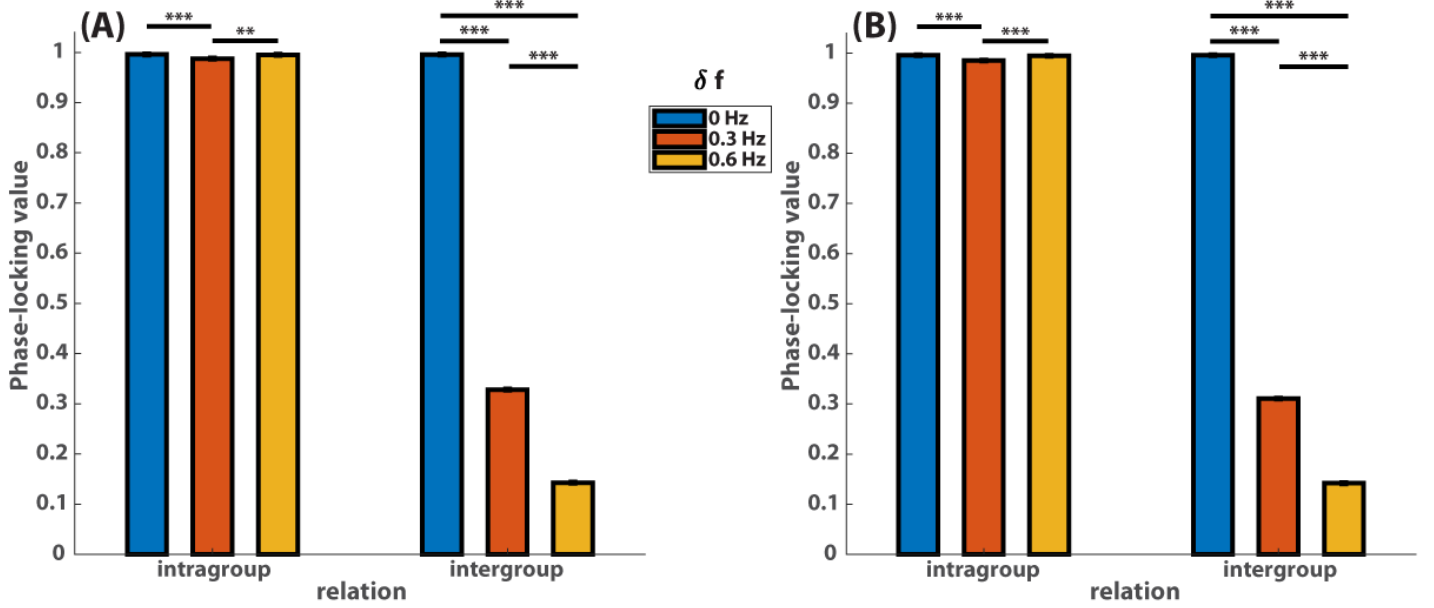 (A)
***
***
***
**
***
1
0.9
0.8
0.7
0.6
0.5
0.4
0.3
0.2
0.1
0
Phase-locking value
intragroup
intergroup
relation
δ f
0 Hz
0.3 Hz
0.6 Hz
(B)
***
***
***
***
***
1
0.9
0.8
0.7
0.6
0.5
0.4
0.3
0.2
0.1
0
Phase-locking value
intragroup
intergroup
relation